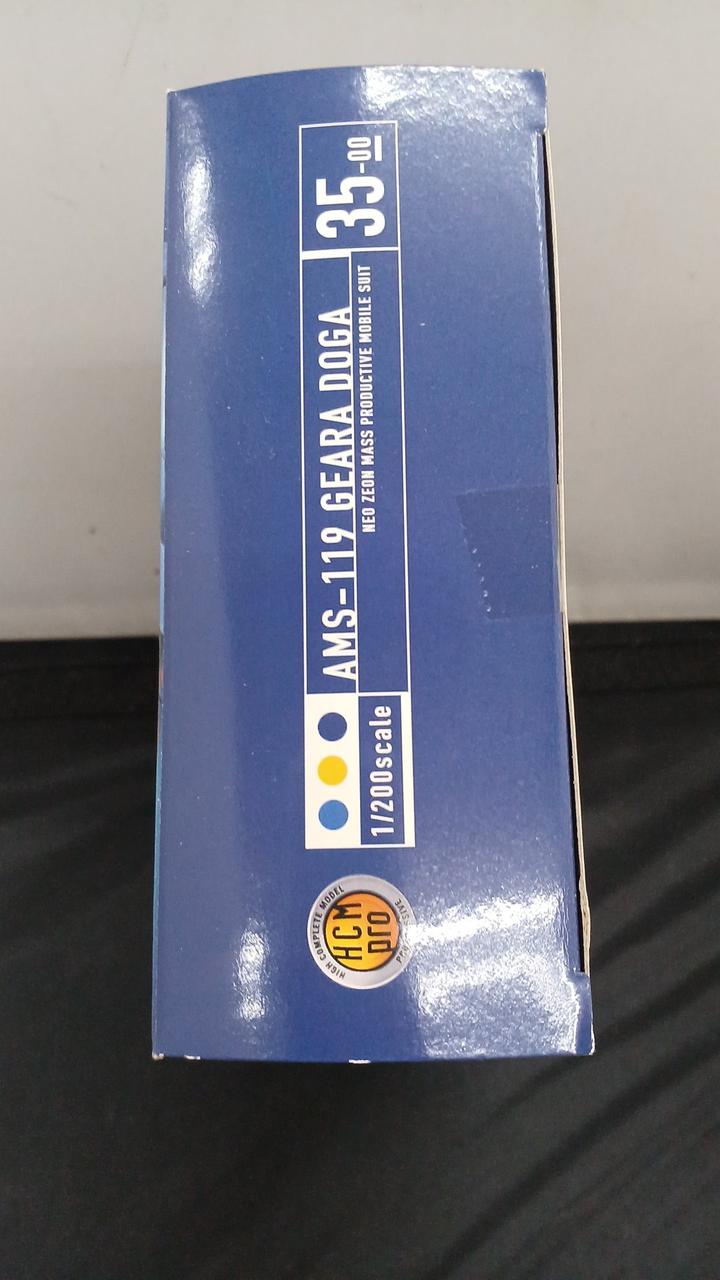 HIGH COMPLETE MODEL
HCM
pro
1/200scale
AMS-119 GEARA DOGA
NEO ZEON MASS PRODUCTIVE MOBILE SUIT
35-00